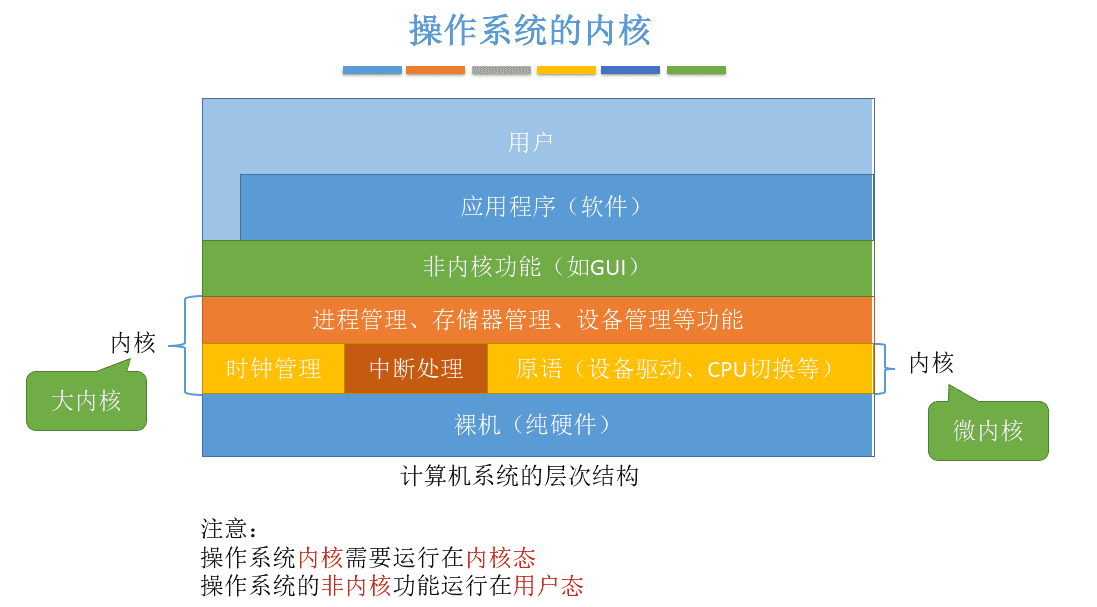 操作系统的内核
用户
应用程序（软件）
非内核功能（如GUI）
进程管理、存储器管理、设备管理等功能
内核
大内核
时钟管理
中断处理
原语（设备驱动、CPU切换等）
内核
微内核
裸机（纯硬件）
计算机系统的层次结构
注意：
操作系统内核需要运行在内核态
操作系统的非内核功能运行在用户态